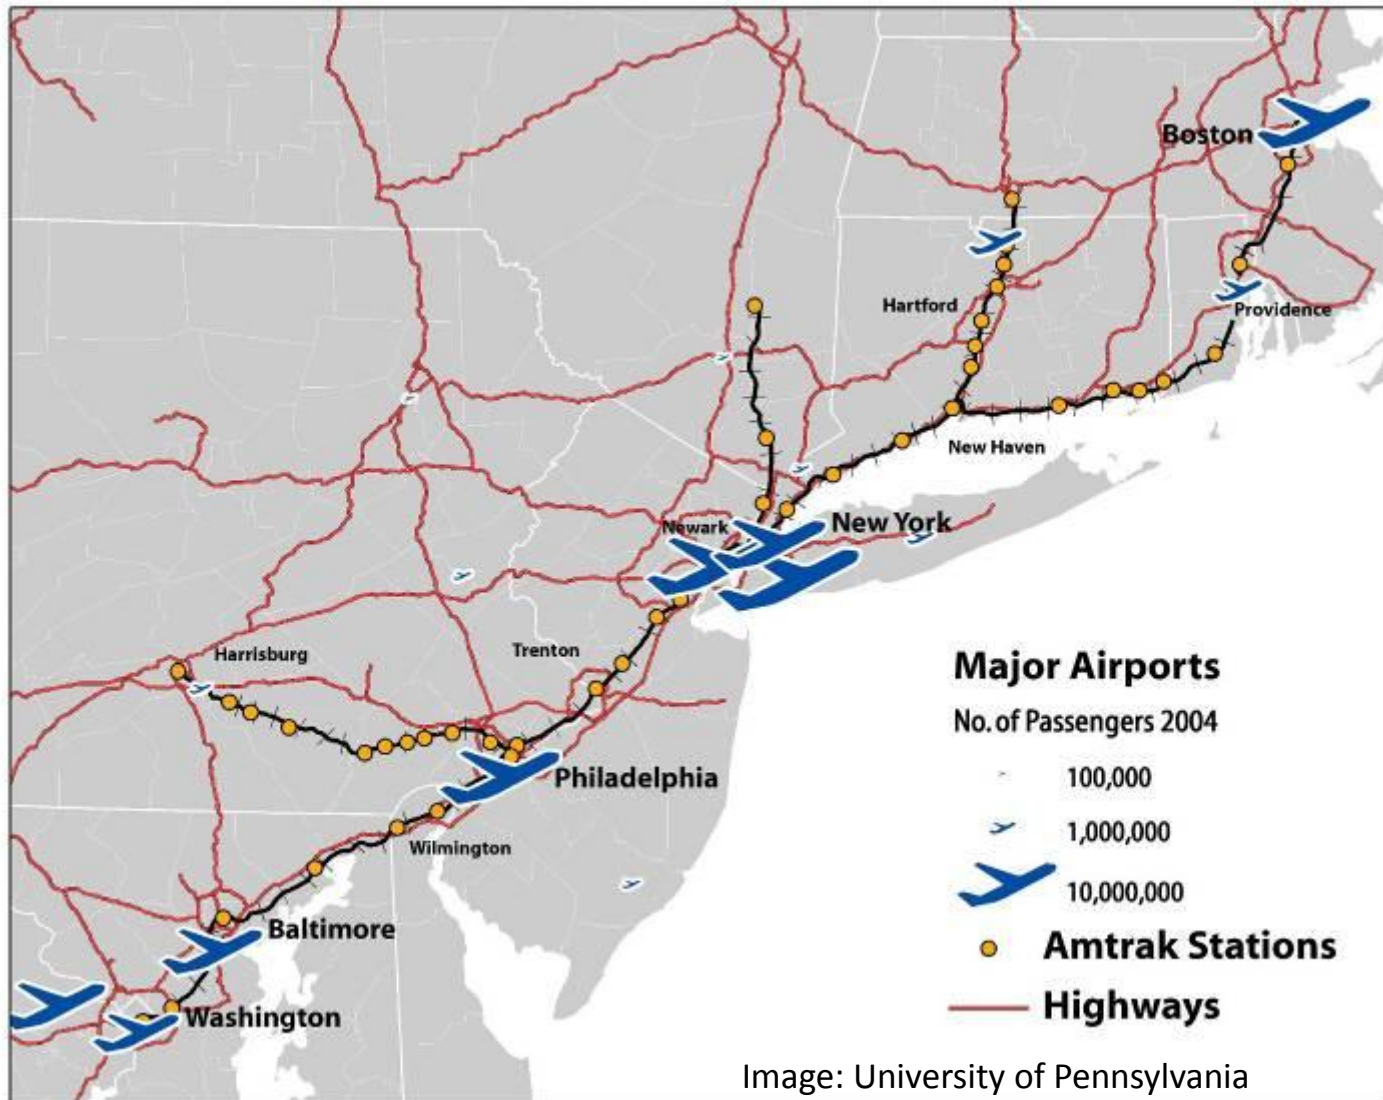 Boston
Hartford
Providence
New Haven
Newark
New York
Harrisburg
Trenton
Philadelphia
Wilmington
Baltimore
Washington
Major Airports
No. of Passengers 2004
100,000
1,000,000
10,000,000
Amtrak Stations
Highways
Image: University of Pennsylvania